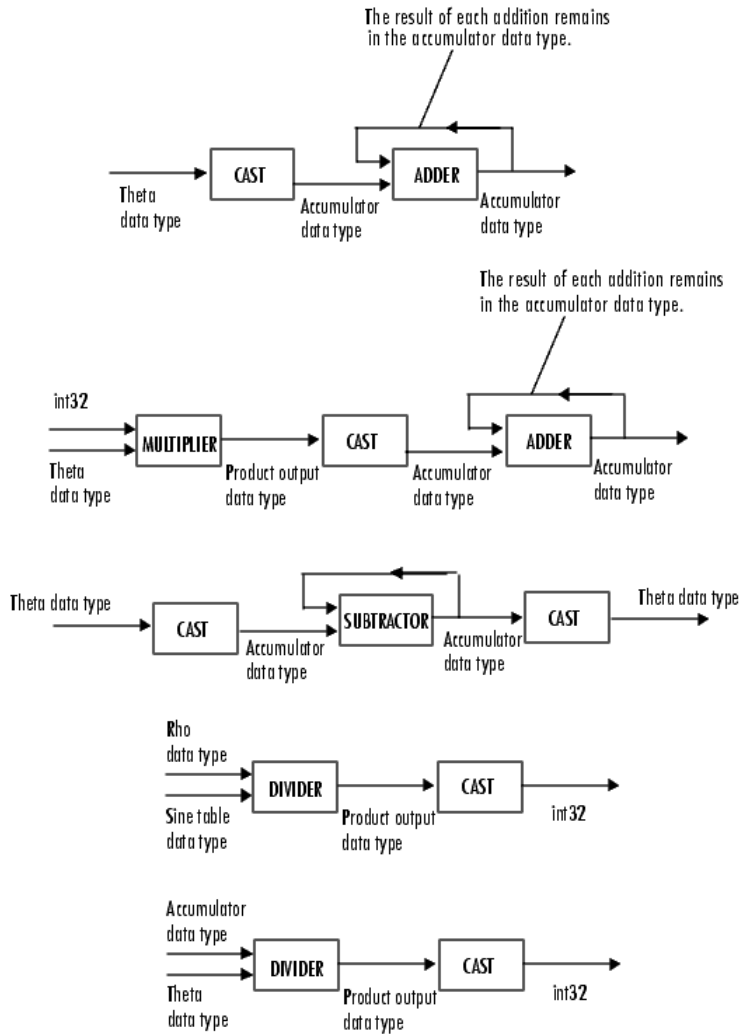 The result of each addition remains
in the accumulator data type.
CAST
ADDER
Theta
data type
Accumulator
data type
Accumulator
data type
The result of each addition remains
in the accumulator data type.
int32
MULTIPLIER
CAST
ADDER
Theta
data type
Product output
data type
Accumulator
data type
Accumulator
data type
Theta data type
CAST
SUBTRACTOR
CAST
Theta data type
Accumulator
data type
Accumulator
data type
Rho
data type
DIVIDER
CAST
Sine table
data type
Product output
data type
int32
Accumulator
data type
DIVIDER
CAST
Theta
data type
Product output
data type
int32